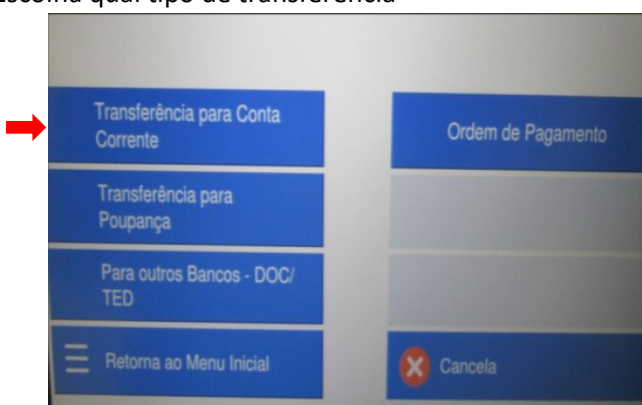 Escolha qual tipo de transferência
Transferência para Conta
Corrente
Ordem de Pagamento
Transferência para
Poupança
Para outros Bancos - DOC/
TED
Retorna ao Menu Inicial
Cancela